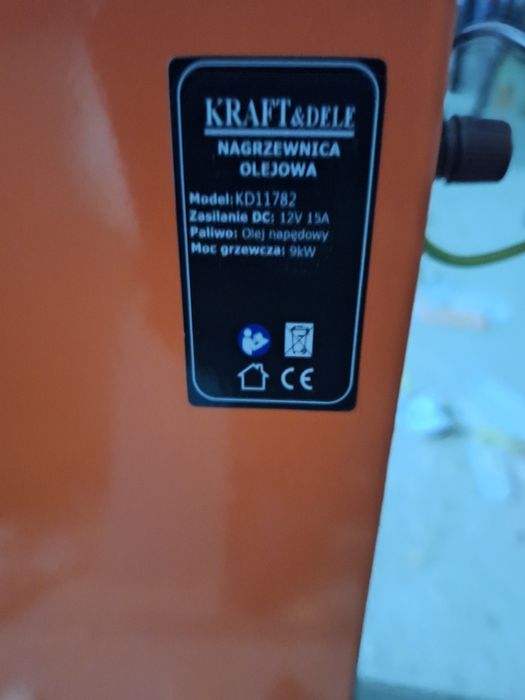 KRAFT&DELE
NAGRZEWNICA
OLEJOWA
Model:KD11782
Zasilanie DC: 12V 15A
Paliwo: Olej napędowy
Moc grzewcza: 9kW
CE